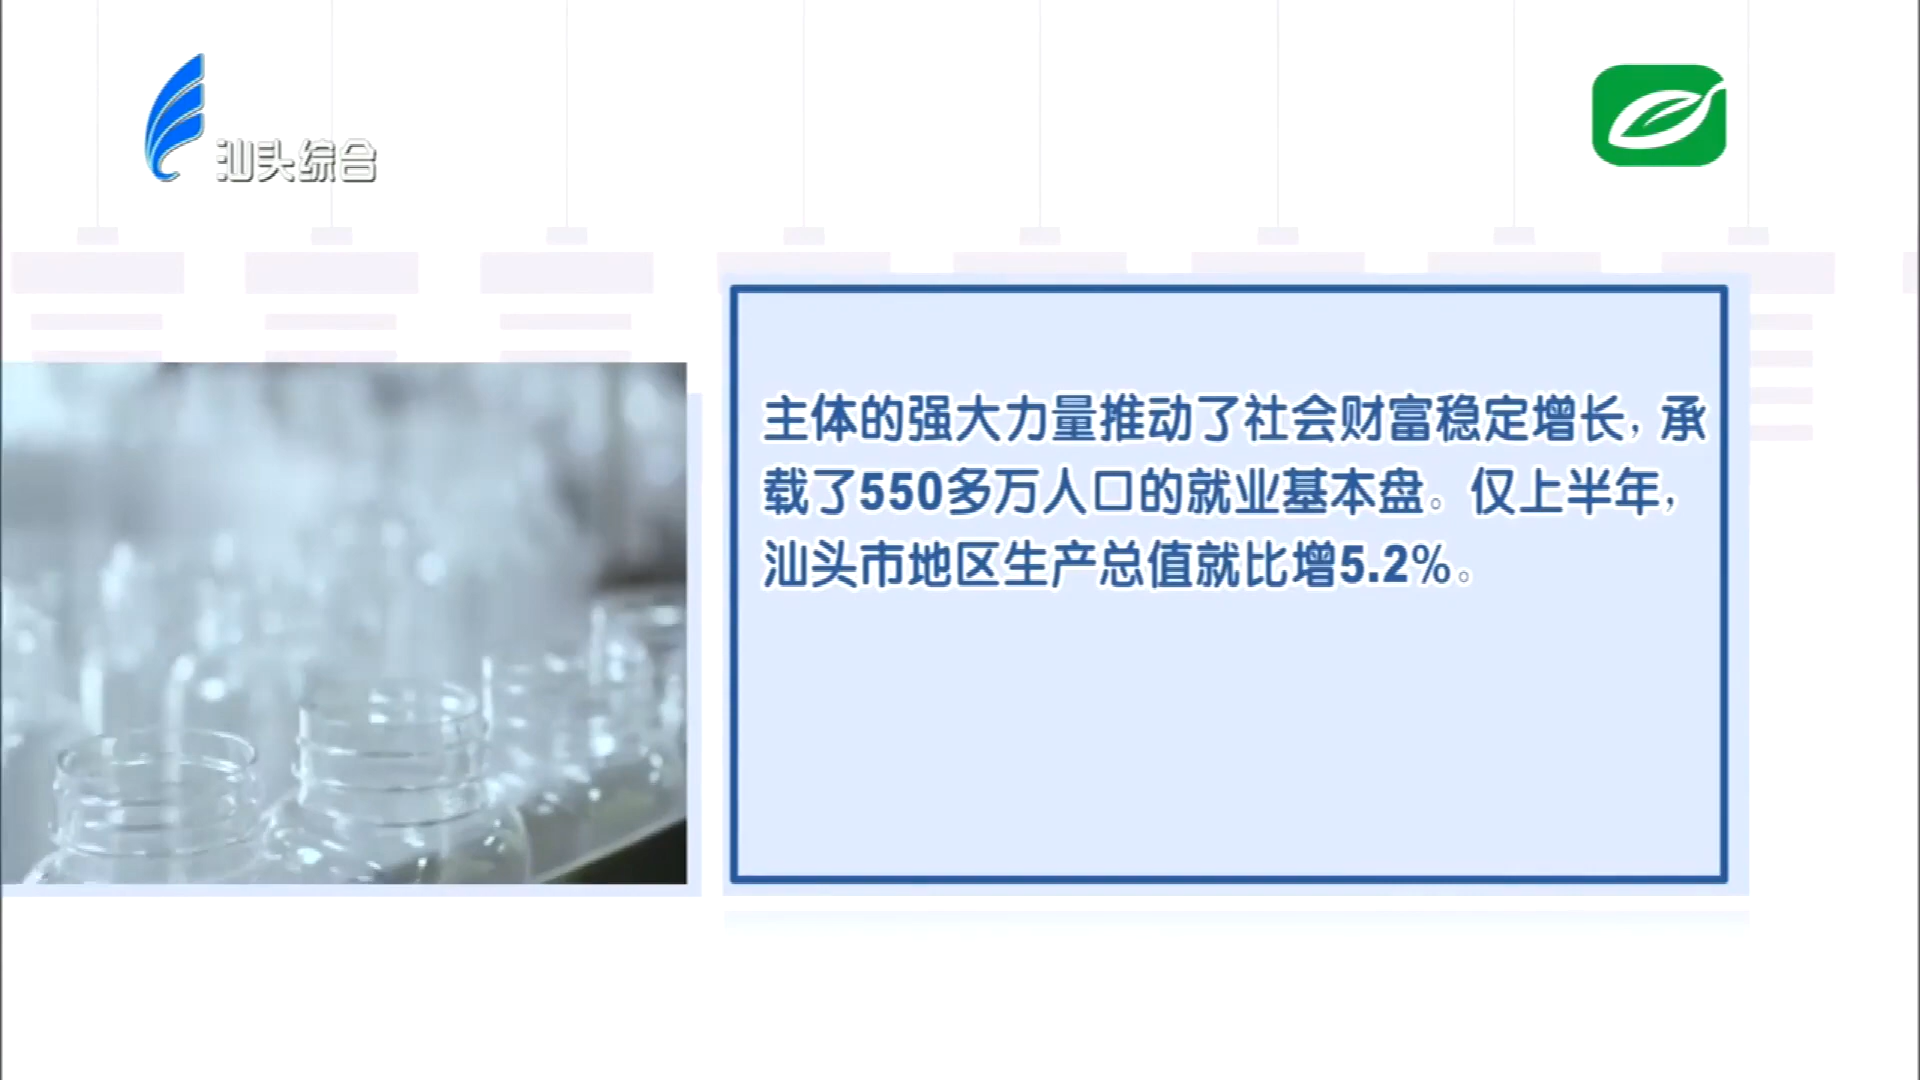 汕头综合
主体的强大力量推动了社会财富稳定增长，承
载了550多万人口的就业基本盘。仅上半年，
汕头市地区生产总值就比增5.2%。